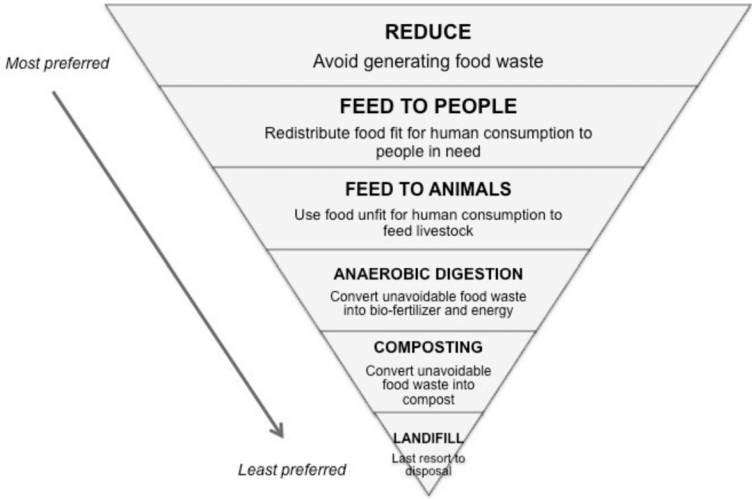 REDUCE
Most preferred
Avoid generating food waste
FEED TO PEOPLE
Redistribute food fit for human consumption to
people in need
FEED TO ANIMALS
Use food unfit for human consumption to
feed livestock
ANAEROBIC DIGESTION
Convert unavoidable food waste
into bio-fertilizer and energy
COMPOSTING
Convert unavoidable
food waste into
compost
LANDIFILL
Last resort to
disposal
Least preferred